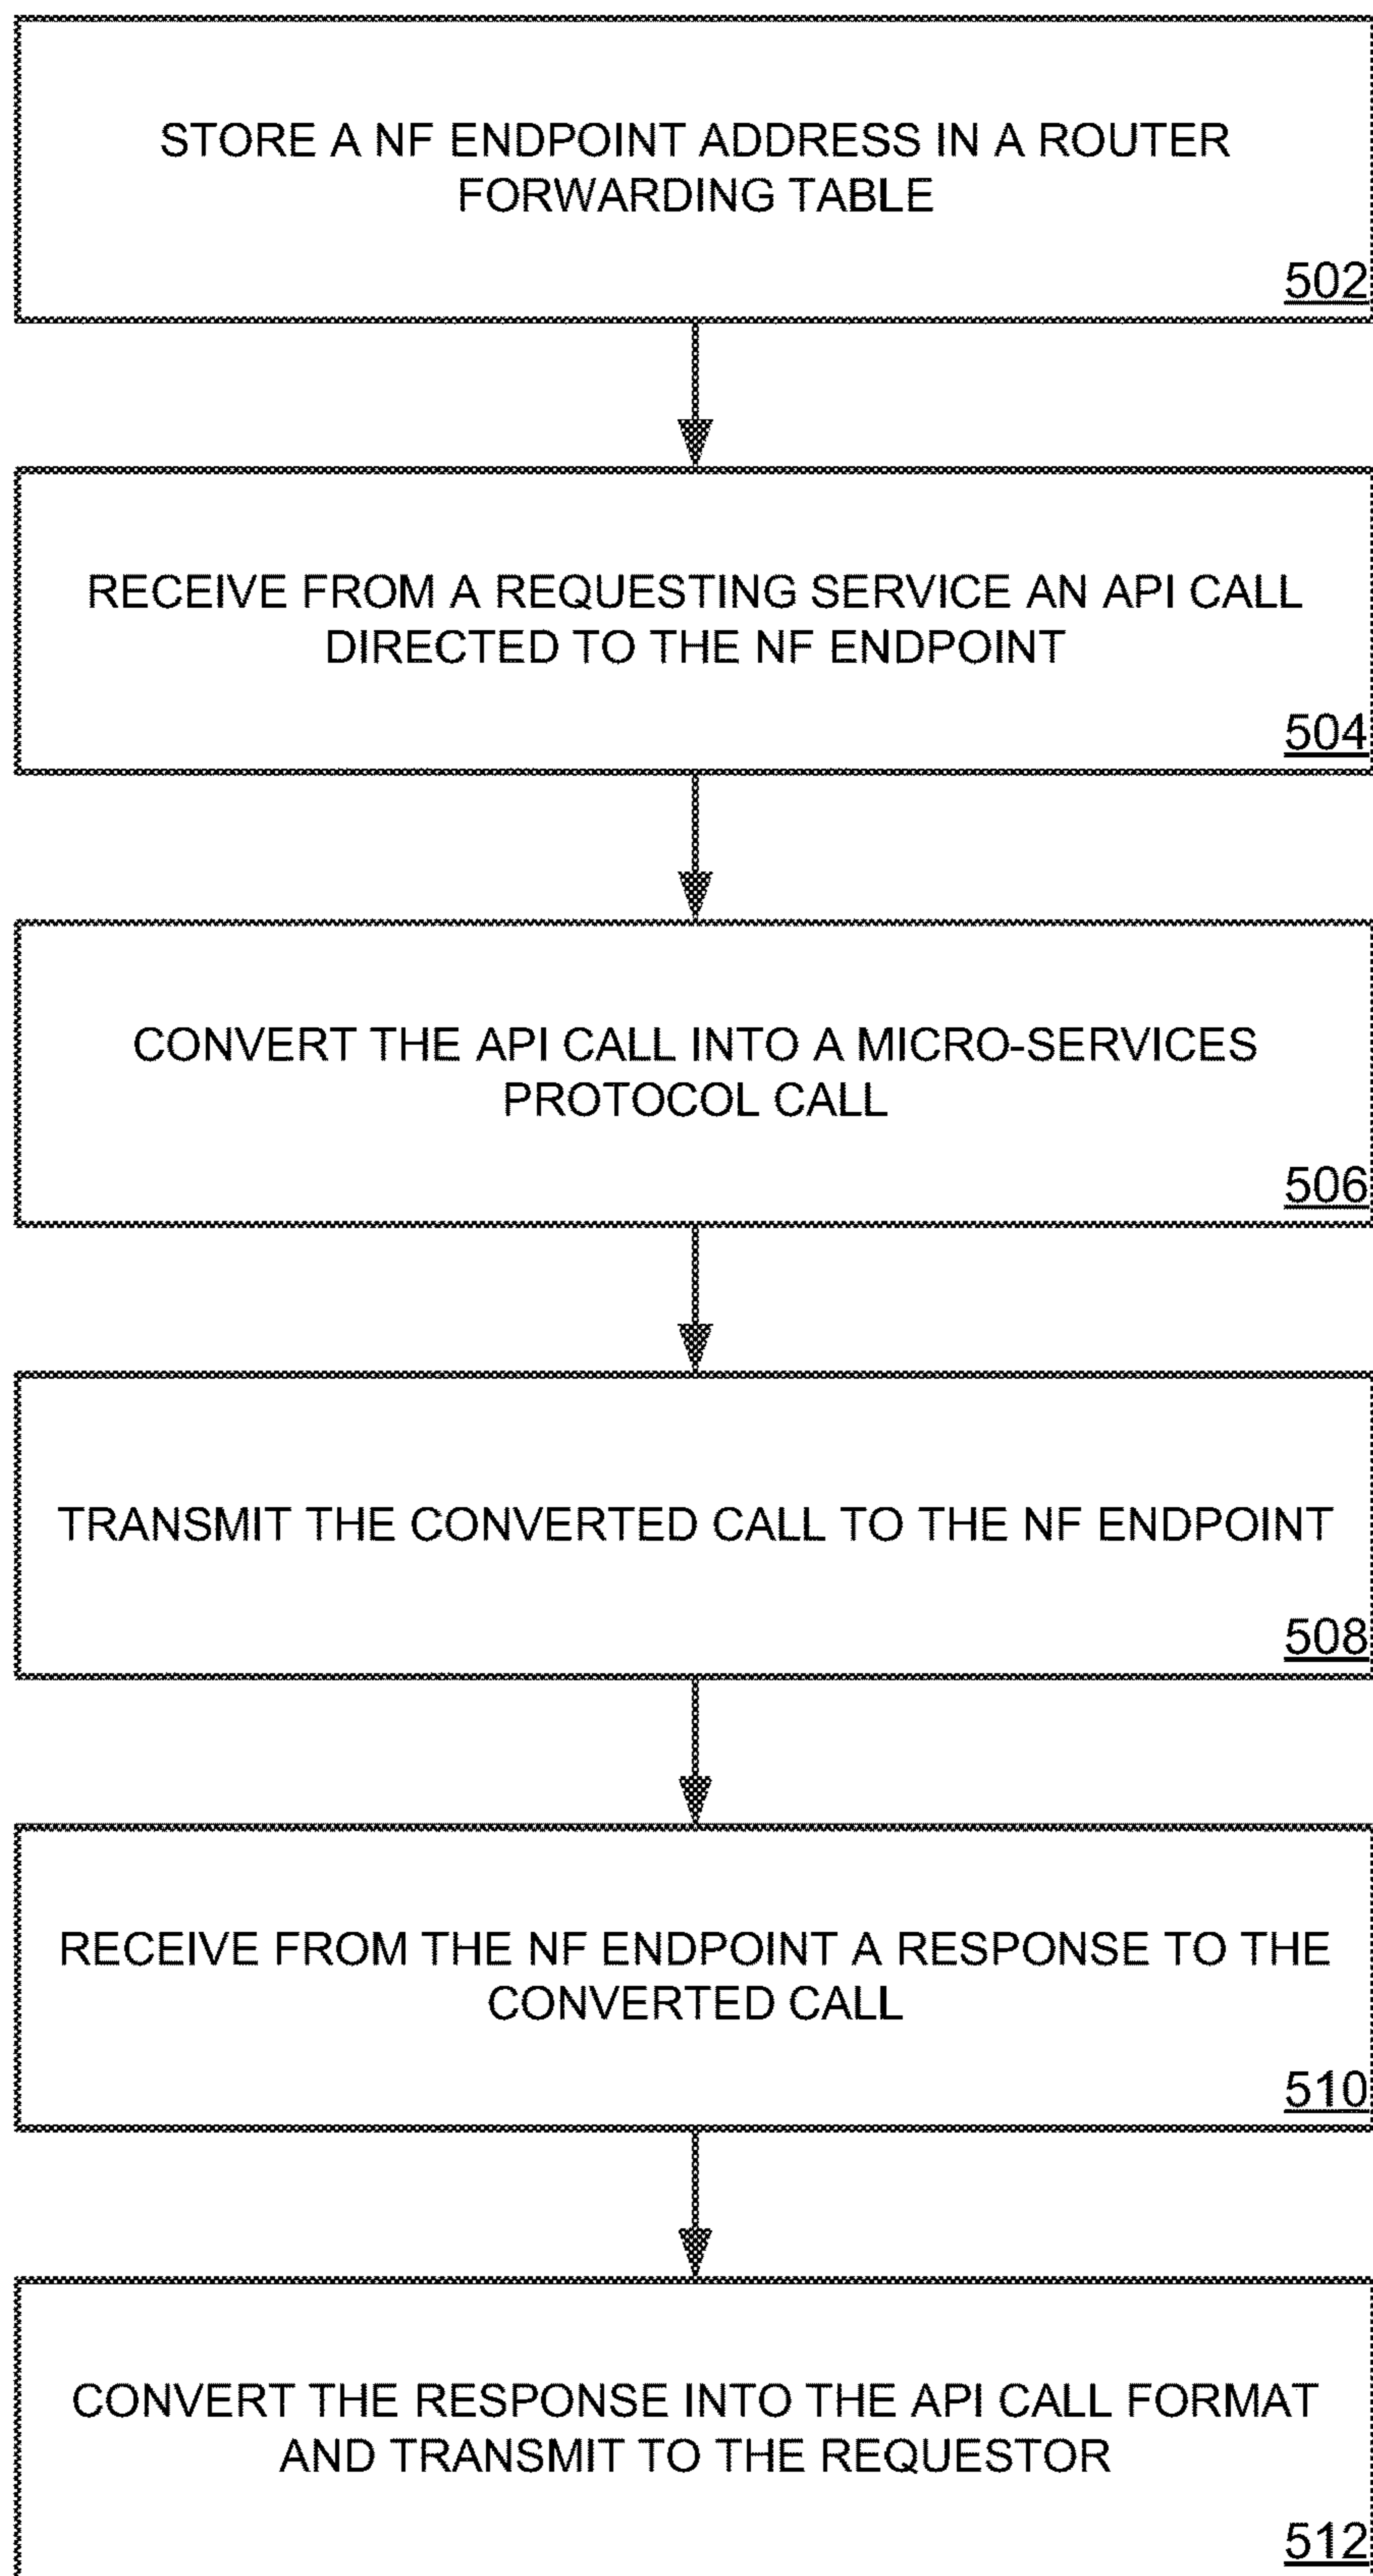 STORE A NF ENDPOINT ADDRESS IN A ROUTER
FORWARDING TABLE
502
RECEIVE FROM A REQUESTING SERVICE AN API CALL
DIRECTED TO THE NF ENDPOINT
504
CONVERT THE API CALL INTO A MICRO-SERVICES
PROTOCOL CALL
506
TRANSMIT THE CONVERTED CALL TO THE NF ENDPOINT
508
RECEIVE FROM THE NF ENDPOINT A RESPONSE TO THE
CONVERTED CALL
510
CONVERT THE RESPONSE INTO THE API CALL FORMAT
AND TRANSMIT TO THE REQUESTOR
512